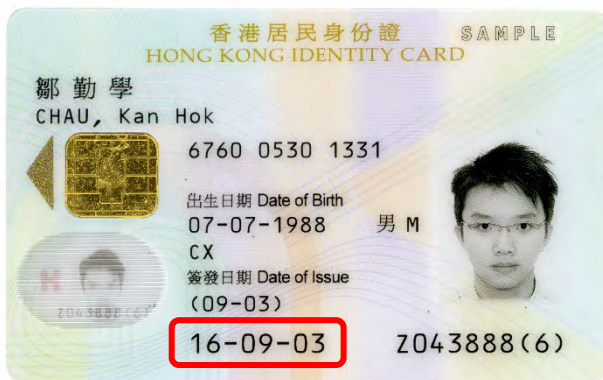 香港居民身份證 SAMPLE
HONG KONG IDENTITY CARD
鄒勤學
CHAU, Kan Hok
6760 0530 1331
出生日期 Date of Birth
07-07-1988 男 M
CX
簽發日期 Date of Issue
(09-03)
16-09-03 Z043888(6)
Z043888(6)